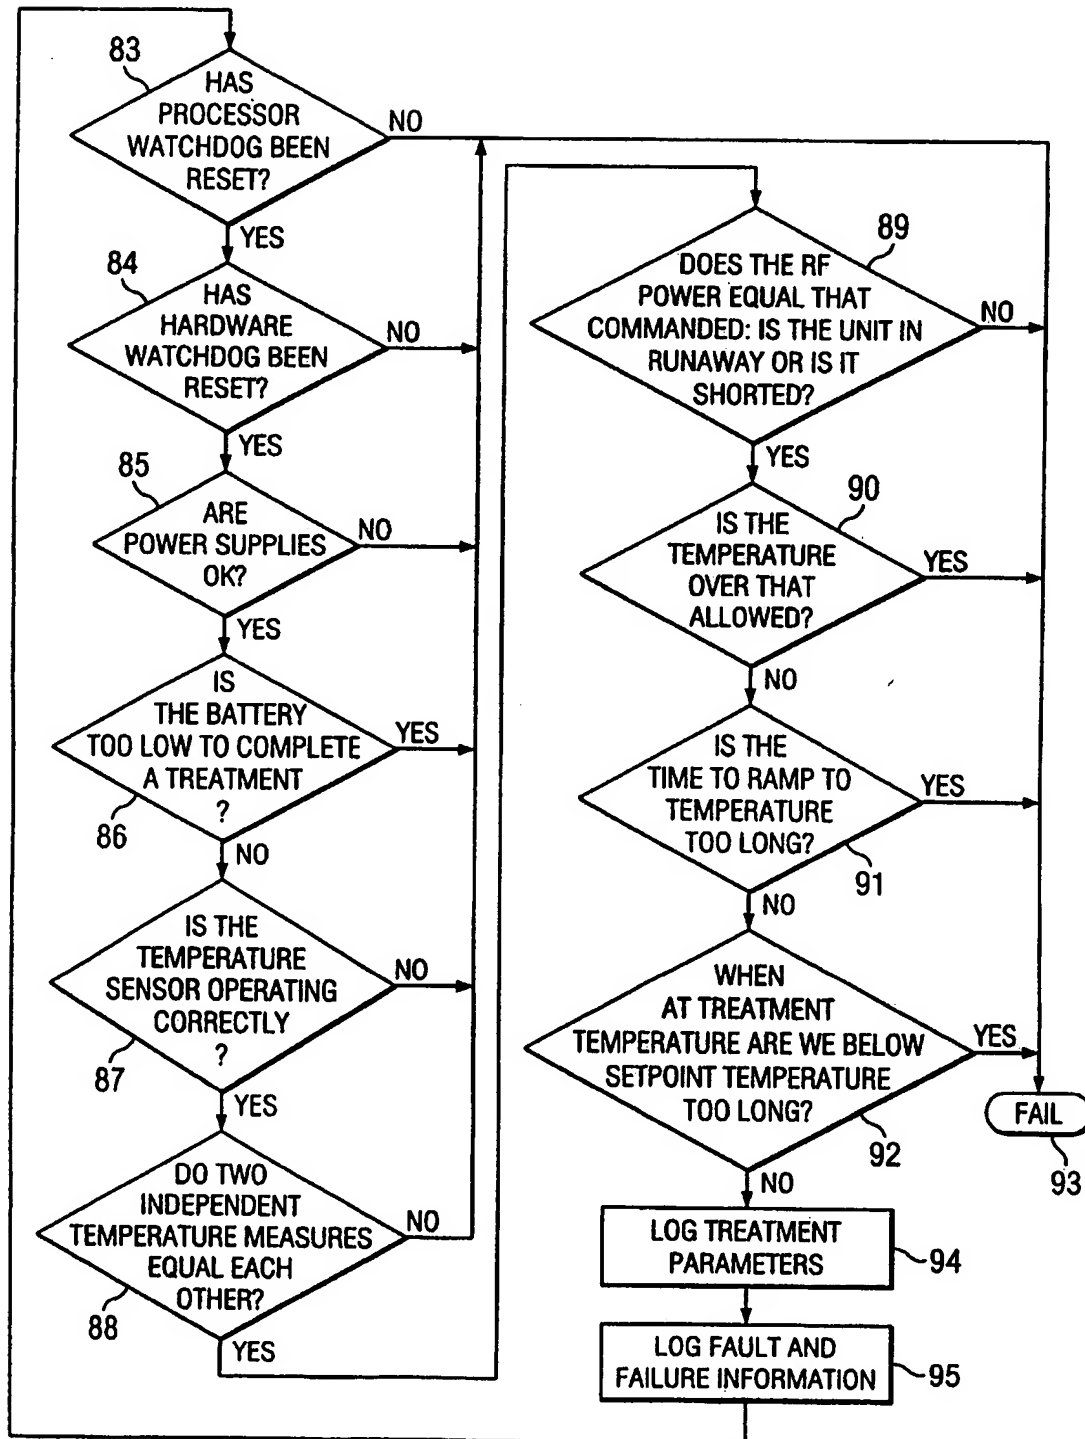 83
HAS
PROCESSOR
WATCHDOG BEEN
RESET?
NO
YES
84
HAS
HARDWARE
WATCHDOG BEEN
RESET?
NO
YES
85
ARE
POWER SUPPLIES
OK?
NO
YES
IS
THE BATTERY
TOO LOW TO COMPLETE
A TREATMENT
?
YES
86
NO
IS THE
TEMPERATURE
SENSOR OPERATING
CORRECTLY
?
NO
87
YES
DO TWO
INDEPENDENT
TEMPERATURE MEASURES
EQUAL EACH
OTHER?
NO
88
YES
89
DOES THE RF
POWER EQUAL THAT
COMMANDED: IS THE UNIT IN
RUNAWAY OR IS IT
SHORTED?
NO
YES
90
IS THE
TEMPERATURE
OVER THAT
ALLOWED?
YES
NO
IS THE
TIME TO RAMP TO
TEMPERATURE
TOO LONG?
YES
91
NO
WHEN
AT TREATMENT
TEMPERATURE ARE WE BELOW
SETPOINT TEMPERATURE
TOO LONG?
YES
92
NO
FAIL
93
LOG TREATMENT
PARAMETERS
94
LOG FAULT AND
FAILURE INFORMATION
95